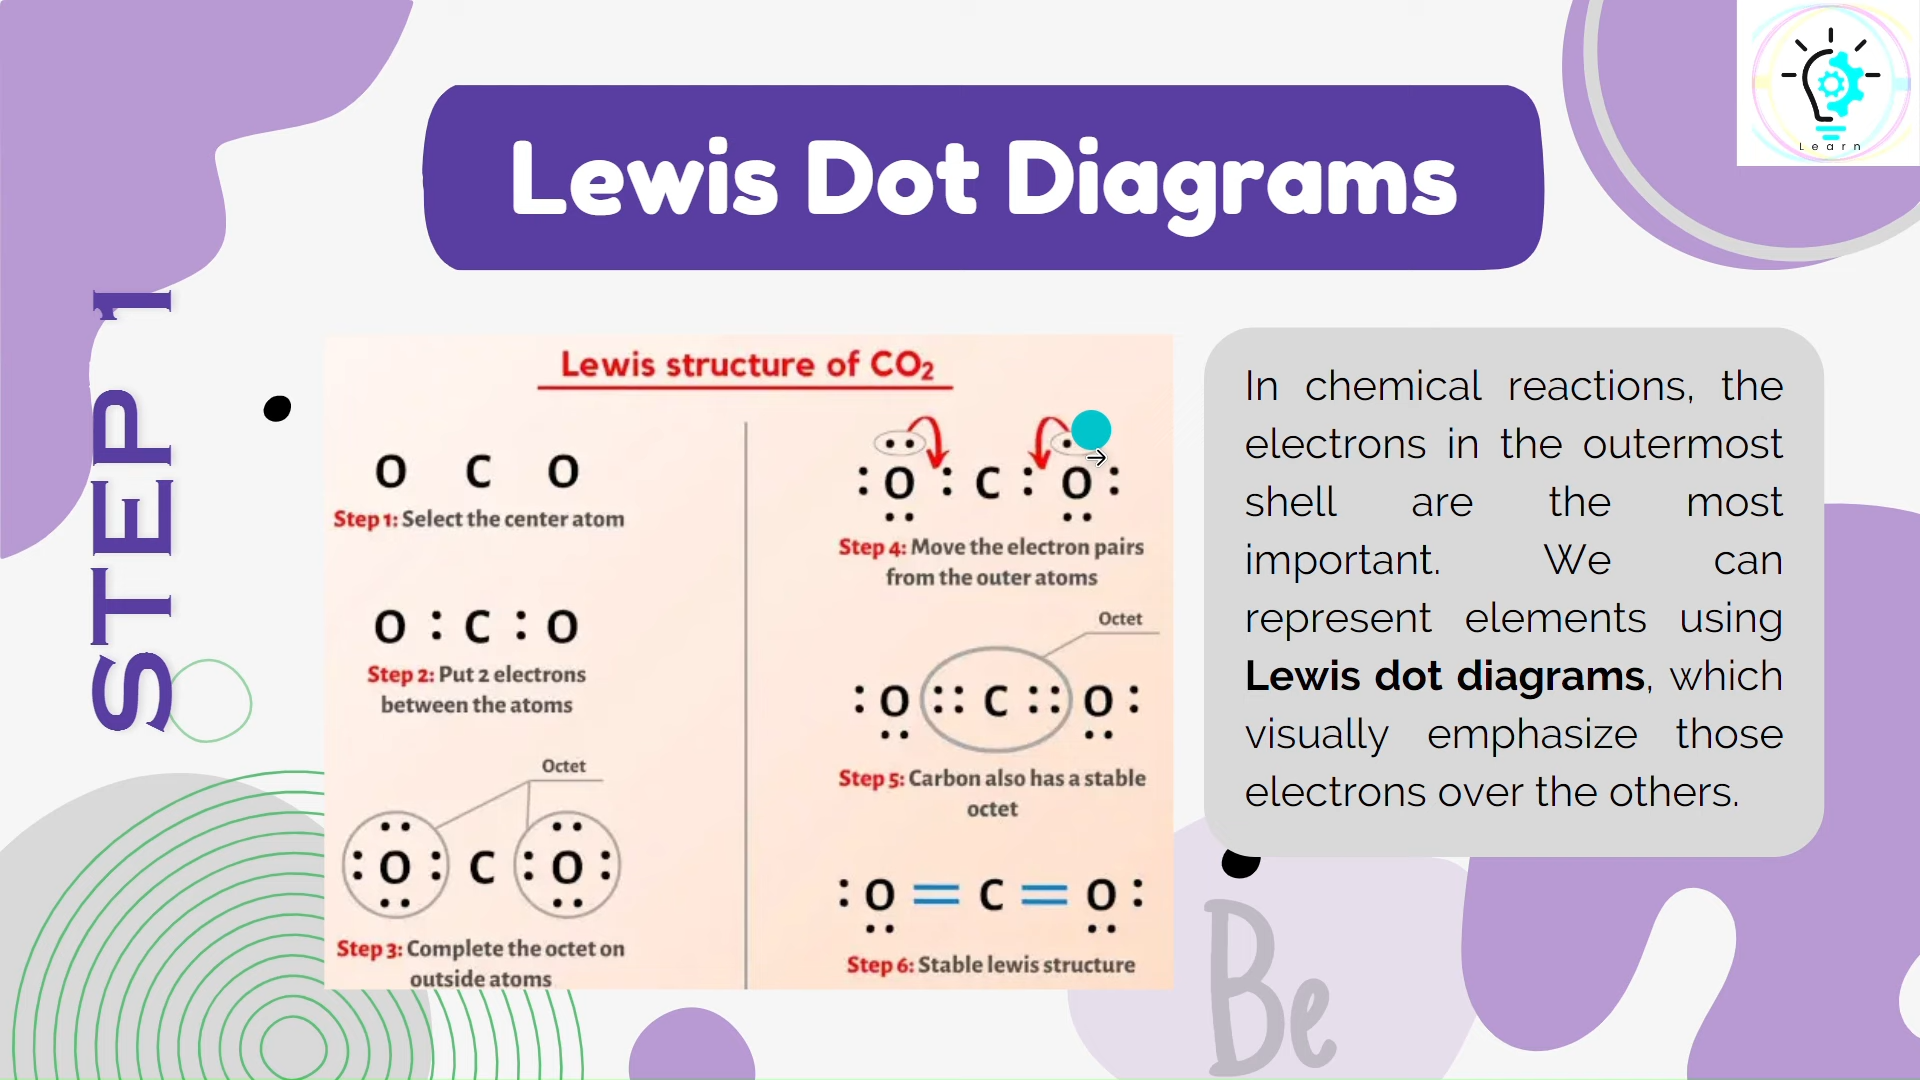 Learn
Lewis Dot Diagrams
STEP 1
Lewis structure of CO₂
O C O
Step 1: Select the center atom
O : C : O
Step 2: Put 2 electrons
between the atoms
Octet
: O : C : O :
Step 3: Complete the octet on
outside atoms
: O : C : O :
Step 4: Move the electron pairs
from the outer atoms
Octet
: O :: C :: O :
Step 5: Carbon also has a stable
octet
: O = C = O :
Step 6: Stable lewis structure
In chemical reactions, the
electrons in the outermost
shell are the most
important. We can
represent elements using
Lewis dot diagrams, which
visually emphasize those
electrons over the others.
Be